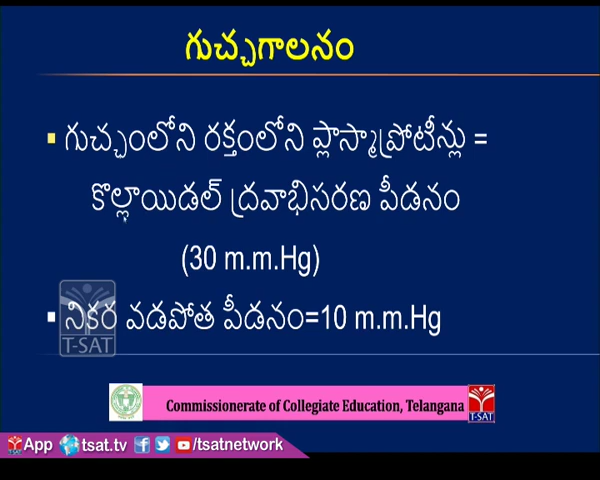 గుచ్ఛగాలనం
గుచ్ఛంలోని రక్తంలోని ప్లాస్మాప్రోటీన్లు =
కొల్లాయిడల్ ద్రవాభిసరణ పీడనం
(30 m.m.Hg)
నికర వడపోత పీడనం=10 m.m.Hg
T-SAT
Commissionerate of Collegiate Education, Telangana
T-SAT
App tsat.tv /tsatnetwork